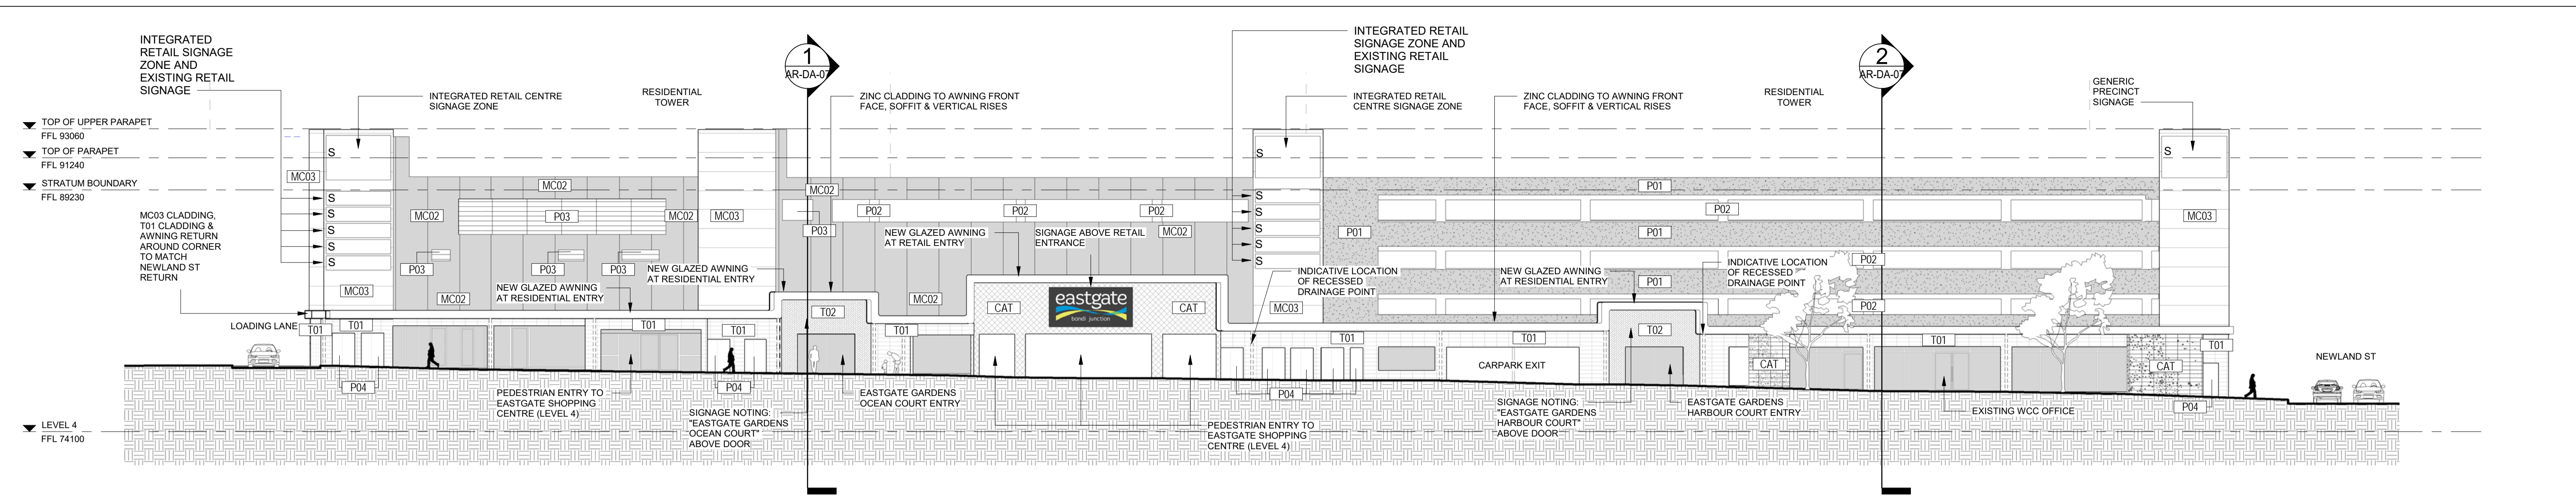 INTEGRATED
RETAIL SIGNAGE
ZONE AND
EXISTING RETAIL
SIGNAGE
INTEGRATED RETAIL CENTRE
SIGNAGE ZONE
RESIDENTIAL
TOWER
1
AR-DA-07
ZINC CLADDING TO AWNING FRONT
FACE, SOFFIT & VERTICAL RISES
INTEGRATED RETAIL
SIGNAGE ZONE AND
EXISTING RETAIL
SIGNAGE
INTEGRATED RETAIL
CENTRE SIGNAGE ZONE
ZINC CLADDING TO AWNING FRONT
FACE, SOFFIT & VERTICAL RISES
RESIDENTIAL
TOWER
2
AR-DA-07
GENERIC
PRECINCT
SIGNAGE
TOP OF UPPER PARAPET
FFL 93060
TOP OF PARAPET
FFL 91240
STRATUM BOUNDARY
FFL 89230
S
S
S
MC03
MC02
MC02
P01
S
S
S
S
S
S
S
S
S
S
MC02
P03
MC02
MC03
P03
P02
P02
P02
MC02
P01
P02
P01
MC03
MC03 CLADDING,
T01 CLADDING &
AWNING RETURN
AROUND CORNER
TO MATCH
NEWLAND ST
RETURN
NEW GLAZED AWNING
AT RETAIL ENTRY
SIGNAGE ABOVE RETAIL
ENTRANCE
P03
P03
P03
NEW GLAZED AWNING
AT RESIDENTIAL ENTRY
NEW GLAZED AWNING
AT RESIDENTIAL ENTRY
INDICATIVE LOCATION
OF RECESSED
DRAINAGE POINT
NEW GLAZED AWNING
AT RESIDENTIAL ENTRY
INDICATIVE LOCATION
OF RECESSED
DRAINAGE POINT
P02
P01
P02
MC03
MC02
MC02
MC03
CAT
eastgate
bondi junction
CAT
T02
T02
LOADING LANE
T01
T01
T01
T01
T01
T01
T01
T01
T01
CARPARK EXIT
CAT
CAT
NEWLAND ST
P04
P04
P04
P04
PEDESTRIAN ENTRY TO
EASTGATE SHOPPING
CENTRE (LEVEL 4)
SIGNAGE NOTING:
"EASTGATE GARDENS
OCEAN COURT"
ABOVE DOOR
EASTGATE GARDENS
OCEAN COURT ENTRY
PEDESTRIAN ENTRY TO
EASTGATE SHOPPING
CENTRE (LEVEL 4)
SIGNAGE NOTING:
"EASTGATE GARDENS
HARBOUR COURT"
ABOVE DOOR
EASTGATE GARDENS
HARBOUR COURT ENTRY
EXISTING WCC OFFICE
LEVEL 4
FFL 74100